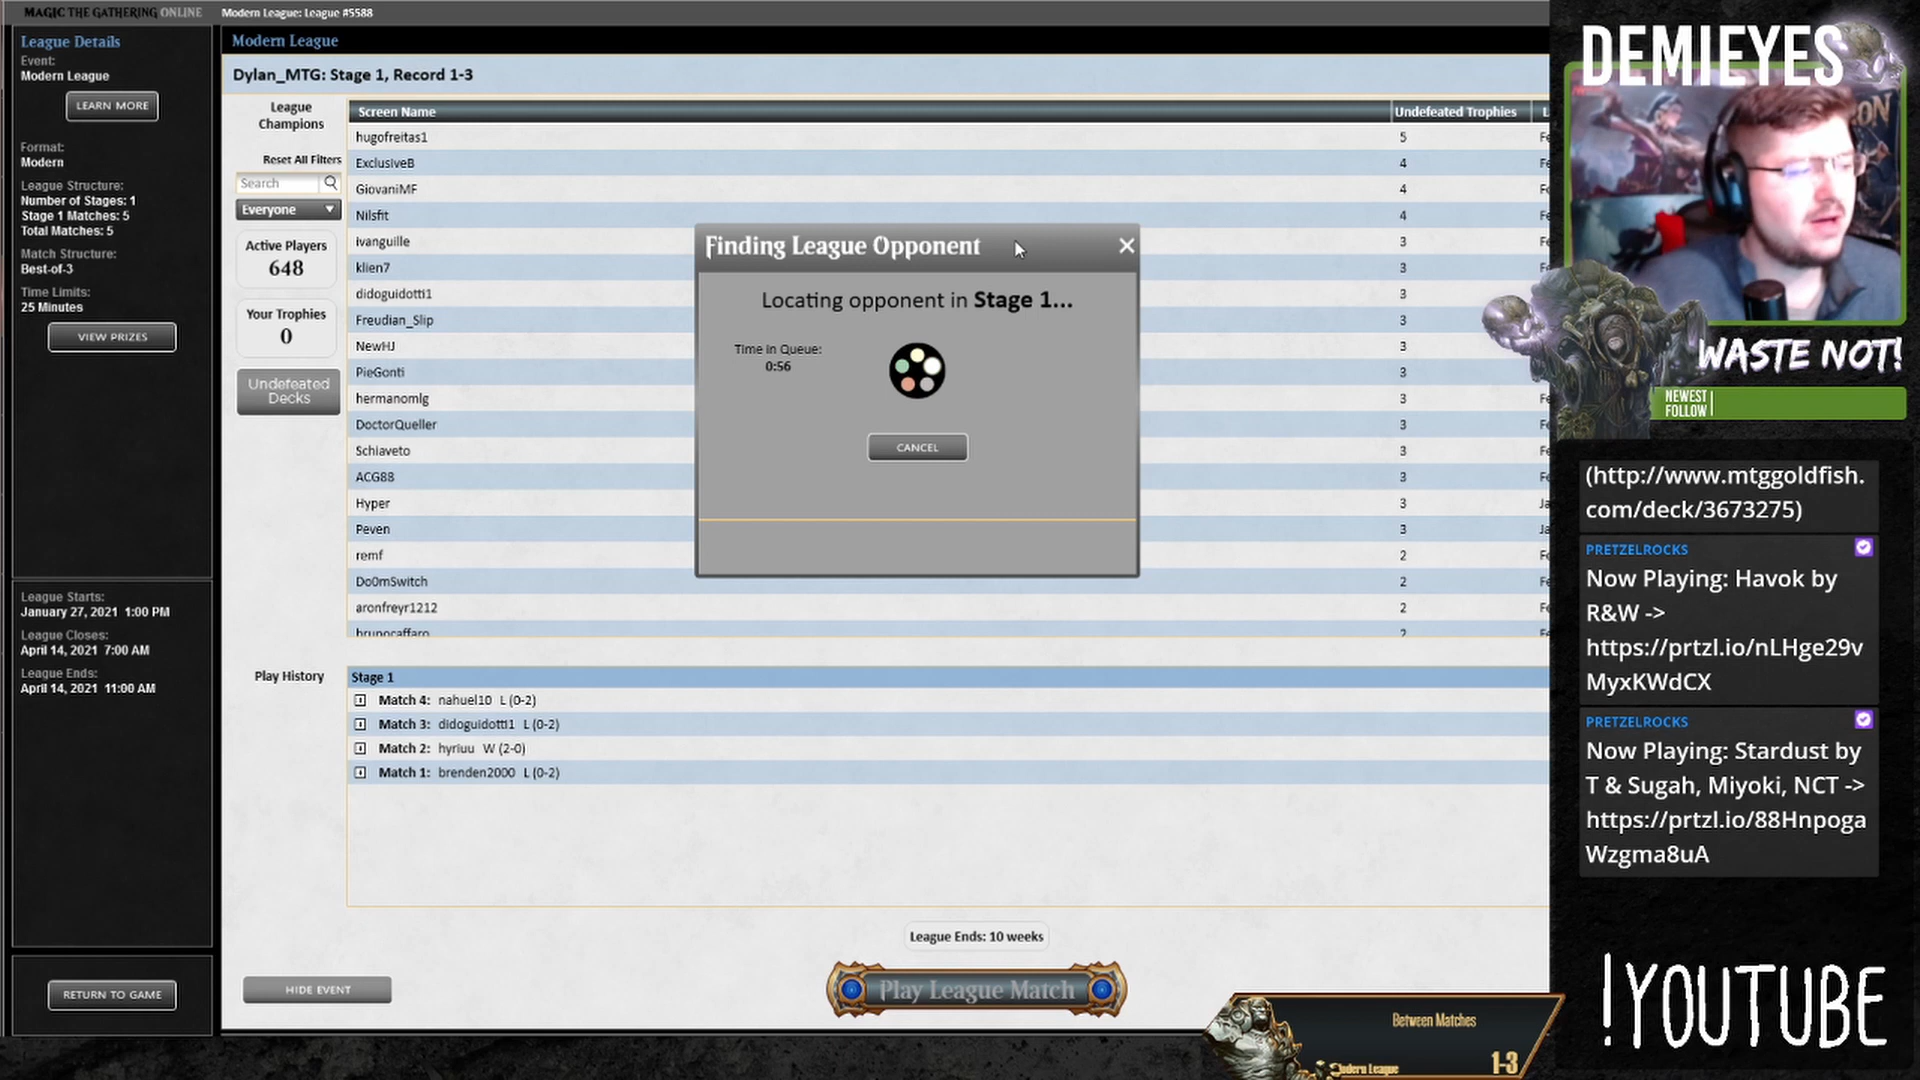 MAGIC THE GATHERING ONLINE
Modern League: League #5588
League Details
Event:
Modern League
LEARN MORE
Format:
Modern
League Structure:
Number of Stages: 1
Stage 1 Matches: 5
Total Matches: 5
Match Structure:
Best-of-3
Time Limits:
25 Minutes
VIEW PRIZES
League Starts:
January 27, 2021 1:00 PM
League Closes:
April 14, 2021 7:00 AM
League Ends:
April 14, 2021 11:00 AM
RETURN TO GAME
Modern League
Dylan_MTG: Stage 1, Record 1-3
League
Champions
Reset All Filters
Search
Everyone
Active Players
648
Your Trophies
0
Undefeated
Decks
Screen Name Undefeated Trophies
hugofreitas1 5
ExclusiveB 4
GiovaniMF 4
Nilsfit 4
ivanguille 3
klien7 3
didoguidotti1 3
Freudian_Slip 3
NewHJ 3
PieGonti 3
hermanomlg 3
DoctorQueller 3
Schiaveto 3
ACG88 3
Hyper 3
Peven 3
remf 2
Do0mSwitch 2
aronfreyr1212 2
brunocaffaro 2
Finding League Opponent
Locating opponent in Stage 1...
Time In Queue:
0:56
CANCEL
Play History
Stage 1
Match 4: nahuel10 L (0-2)
Match 3: didoguidotti1 L (0-2)
Match 2: hyriuu W (2-0)
Match 1: brenden2000 L (0-2)
League Ends: 10 weeks
HIDE EVENT
Play League Match
Between Matches
Modern League
1-3
DEMIEYES
WASTE NOT!
NEWEST
FOLLOW
(http://www.mtggoldfish.
com/deck/3673275)
PRETZELROCKS
Now Playing: Havok by
R&W ->
https://prtzl.io/nLHge29v
MyxKWdCX
PRETZELROCKS
Now Playing: Stardust by
T & Sugah, Miyoki, NCT ->
https://prtzl.io/88Hnpoga
Wzgma8uA
!YOUTUBE